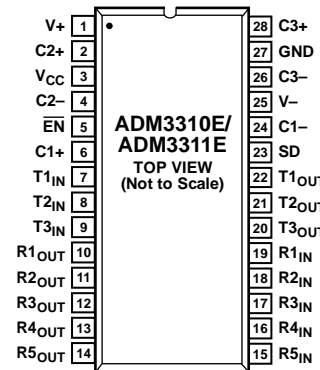 V+ 1 28 C3+
C2+ 2 27 GND
VCC 3 26 C3–
C2– 4 25 V–
EN 5 24 C1–
C1+ 6 23 SD
T1IN 7 22 T1OUT
T2IN 8 21 T2OUT
T3IN 9 20 T3OUT
R1OUT 10 19 R1IN
R2OUT 11 18 R2IN
R3OUT 12 17 R3IN
R4OUT 13 16 R4IN
R5OUT 14 15 R5IN
ADM3310E/
ADM3311E
TOP VIEW
(Not to Scale)